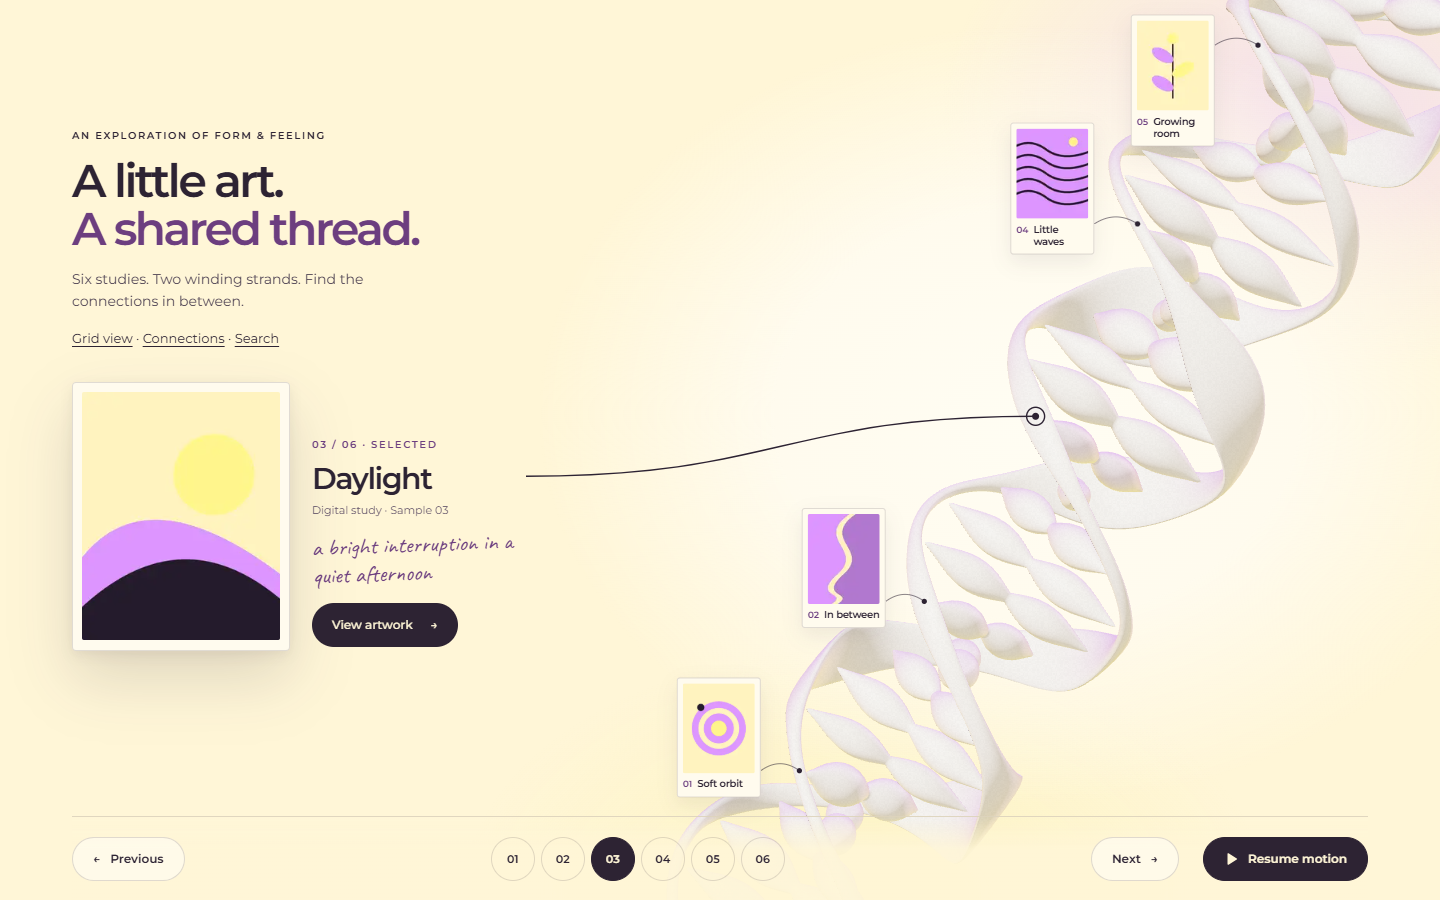 AN EXPLORATION OF FORM & FEELING
A little art.
A shared thread.
Six studies. Two winding strands. Find the
connections in between.
Grid view · Connections · Search
03 / 06 · SELECTED
Daylight
Digital study · Sample 03
a bright interruption in a
quiet afternoon
View artwork →
05 Growing
room
04 Little
waves
02 In between
01 Soft orbit
← Previous
01 02 03 04 05 06
Next →
Resume motion